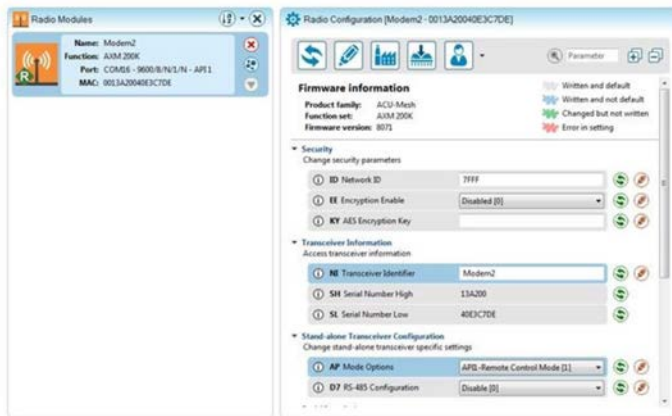 Radio Modules
Name: Modem2
Function: AXM 200K
Port: COM16 - 9600/8/N/1/N - API 1
MAC: 0013A20040E3C7DE
Radio Configuration [Modem2 - 0013A20040E3C7DE]
Parameter
Firmware information
Product family: ACU-Mesh
Function set: AXM 200K
Firmware version: 8071
Written and default
Written and not default
Changed but not written
Error in setting
Security
Change security parameters
ID Network ID 7FFF
EE Encryption Enable Disabled [0]
KY AES Encryption Key
Transceiver Information
Access transceiver information
NI Transceiver Identifier Modem2
SH Serial Number High 13A200
SL Serial Number Low 40E3C7DE
Stand-alone Transceiver Configuration
Change stand-alone transceiver specific settings
AP Mode Options API1-Remote Control Mode [1]
D7 RS-485 Configuration Disable [0]